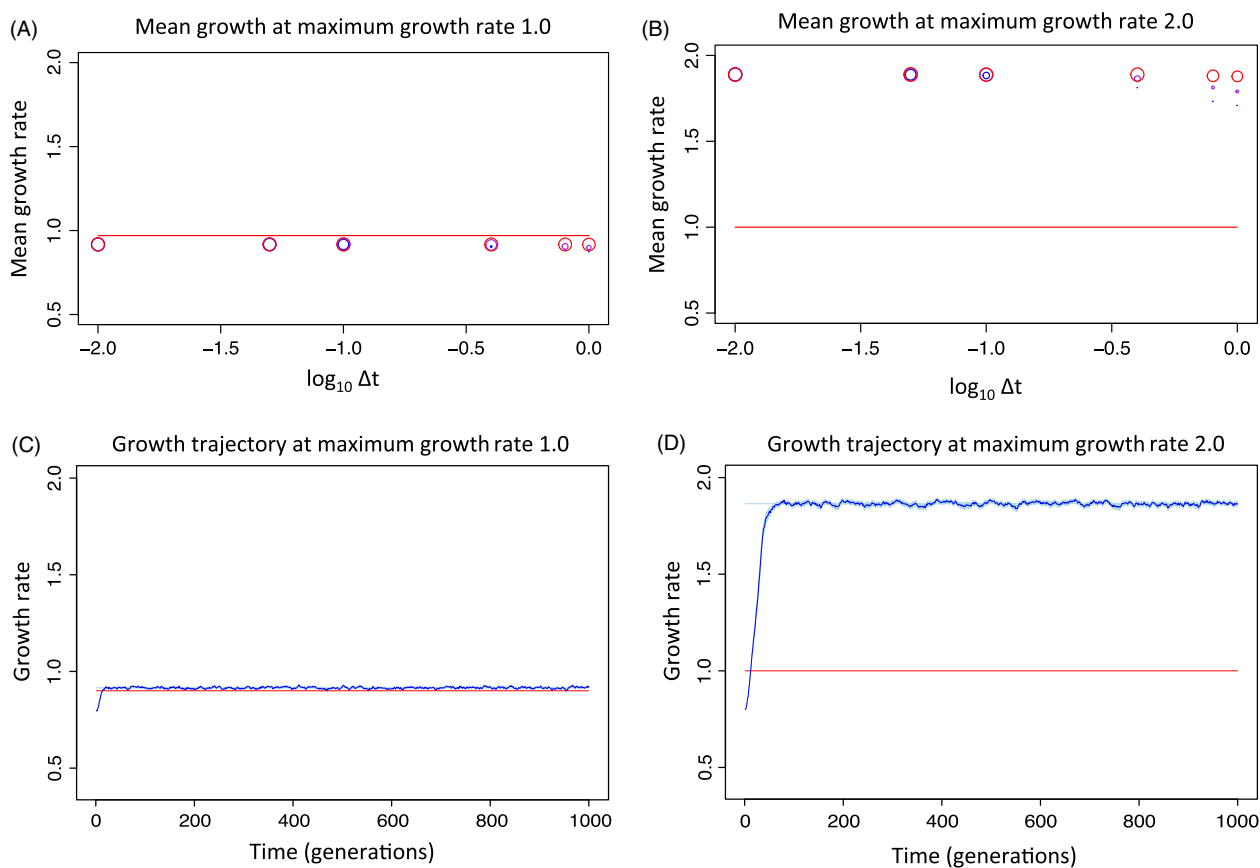 (A)
Mean growth at maximum growth rate 1.0
Mean growth rate
2.0
1.5
1.0
0.5
−2.0 −1.5 −1.0 −0.5 0.0
log10 Δt
(B)
Mean growth at maximum growth rate 2.0
Mean growth rate
2.0
1.5
1.0
0.5
−2.0 −1.5 −1.0 −0.5 0.0
log10 Δt
(C)
Growth trajectory at maximum growth rate 1.0
Growth rate
2.0
1.5
1.0
0.5
0 200 400 600 800 1000
Time (generations)
(D)
Growth trajectory at maximum growth rate 2.0
Growth rate
2.0
1.5
1.0
0.5
0 200 400 600 800 1000
Time (generations)